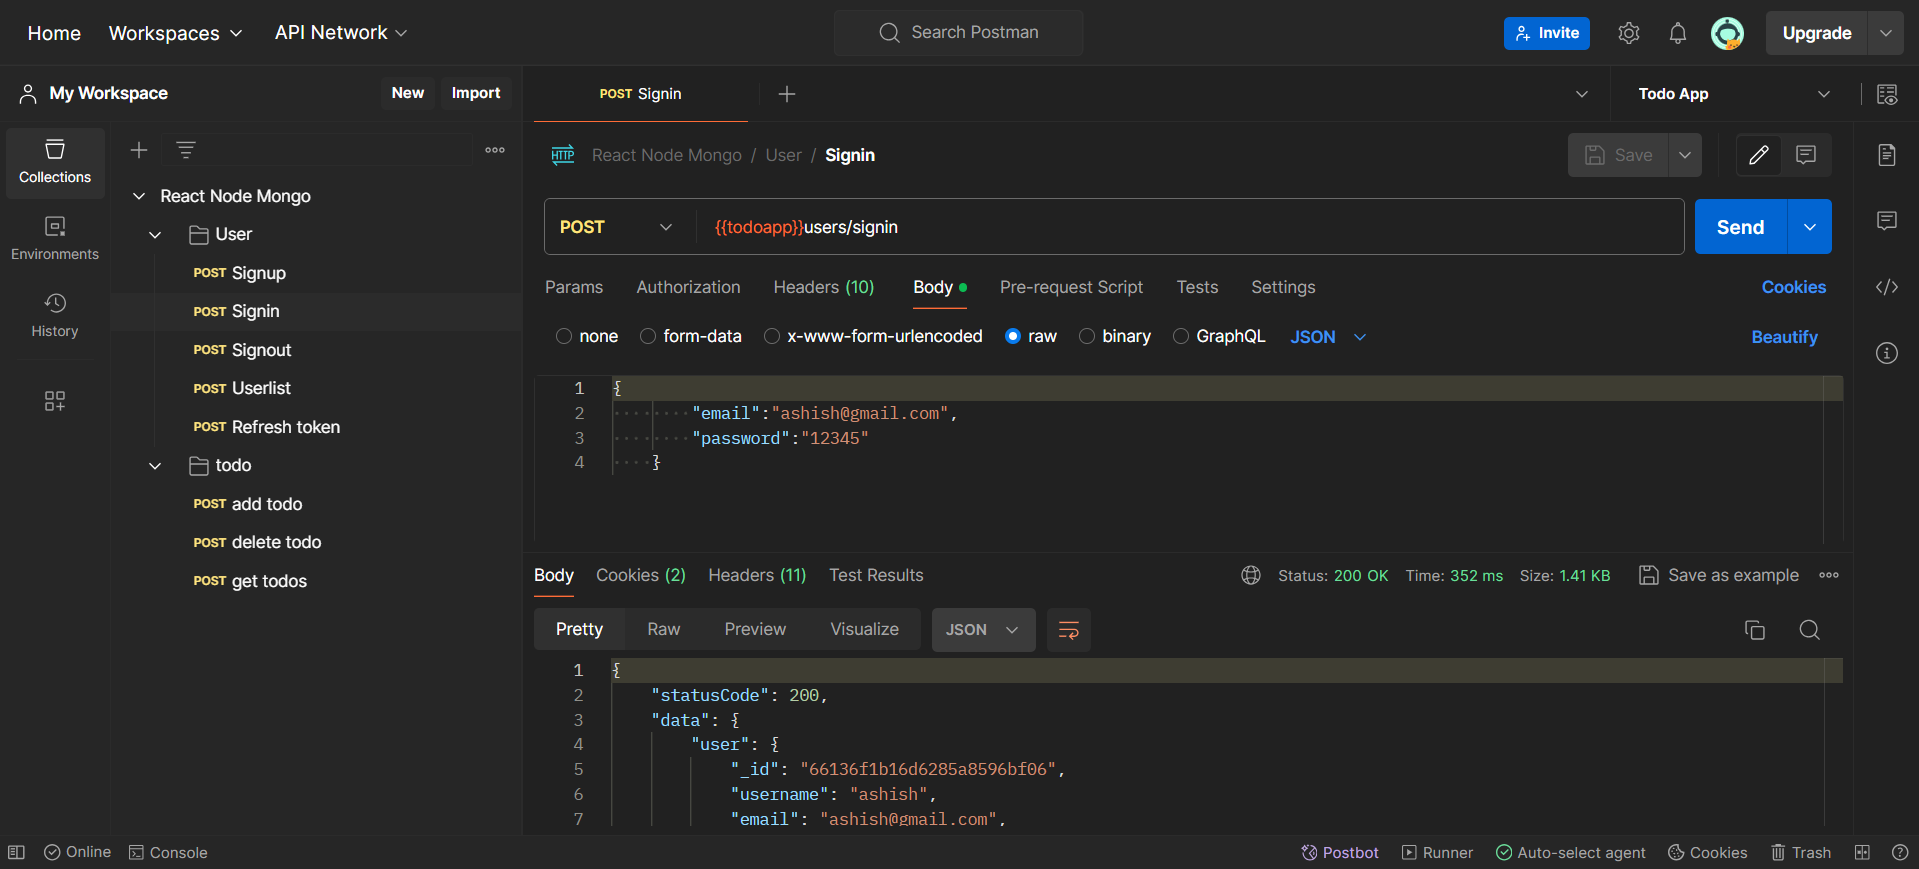 Home Workspaces API Network Search Postman Invite Upgrade
My Workspace New Import POST Signin Todo App
Collections
Environments
History
React Node Mongo
User
POST Signup
POST Signin
POST Signout
POST Userlist
POST Refresh token
todo
POST add todo
POST delete todo
POST get todos
HTTP React Node Mongo / User / Signin Save
POST {{todoapp}}users/signin Send
Params Authorization Headers (10) Body Pre-request Script Tests Settings Cookies
none form-data x-www-form-urlencoded raw binary GraphQL JSON Beautify
1 {
2 "email":"ashish@gmail.com",
3 "password":"12345"
4 }
Body Cookies (2) Headers (11) Test Results Status: 200 OK Time: 352 ms Size: 1.41 KB Save as example
Pretty Raw Preview Visualize JSON
1 {
2 "statusCode": 200,
3 "data": {
4 "user": {
5 "_id": "66136f1b16d6285a8596bf06",
6 "username": "ashish",
7 "email": "ashish@gmail.com",
Online Console Postbot Runner Auto-select agent Cookies Trash